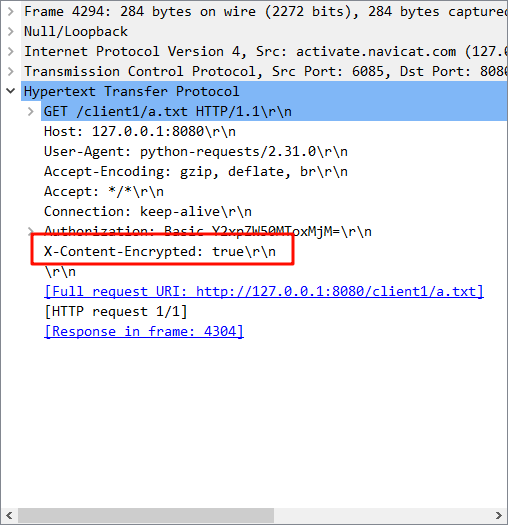 Frame 4294: 284 bytes on wire (2272 bits), 284 bytes captured
Null/Loopback
Internet Protocol Version 4, Src: activate.navicat.com (127.0
Transmission Control Protocol, Src Port: 6085, Dst Port: 8080
Hypertext Transfer Protocol
GET /client1/a.txt HTTP/1.1\r\n
Host: 127.0.0.1:8080\r\n
User-Agent: python-requests/2.31.0\r\n
Accept-Encoding: gzip, deflate, br\r\n
Accept: */*\r\n
Connection: keep-alive\r\n
Authorization: Basic Y2xpZW50MToxMjM=\r\n
X-Content-Encrypted: true\r\n
\r\n
[Full request URI: http://127.0.0.1:8080/client1/a.txt]
[HTTP request 1/1]
[Response in frame: 4304]